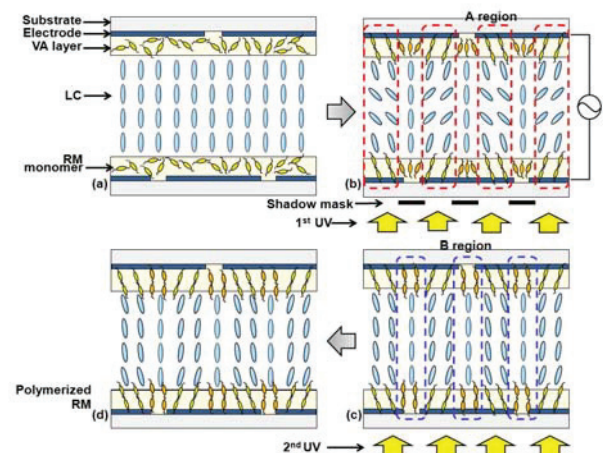 Substrate
Electrode
VA layer
LC
RM
monomer
(a)
A region
(b)
Shadow mask
1st UV
B region
Polymerized
RM
(d)
(c)
2nd UV